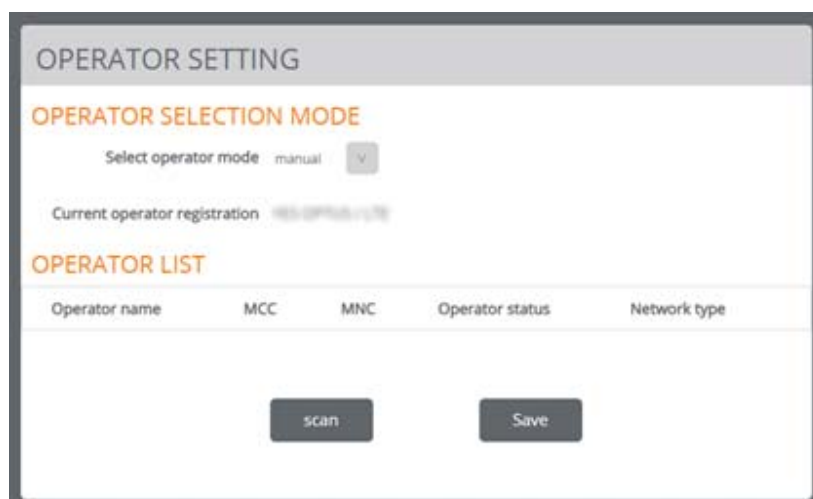 OPERATOR SETTING
OPERATOR SELECTION MODE
Select operator mode manual v
Current operator registration
OPERATOR LIST
Operator name MCC MNC Operator status Network type
scan Save